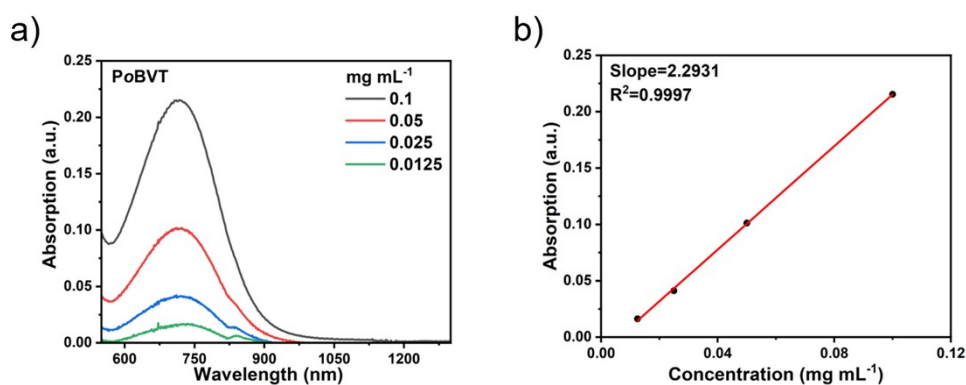 a)
PoBVT
mg mL⁻¹
0.1
0.05
0.025
0.0125
0.25
0.20
0.15
0.10
0.05
0.00
Absorption (a.u.)
600
750
900
1050
1200
Wavelength (nm)
b)
Slope=2.2931
R²=0.9997
0.25
0.20
0.15
0.10
0.05
0.00
Absorption (a.u.)
0.00
0.04
0.08
0.12
Concentration (mg mL⁻¹)